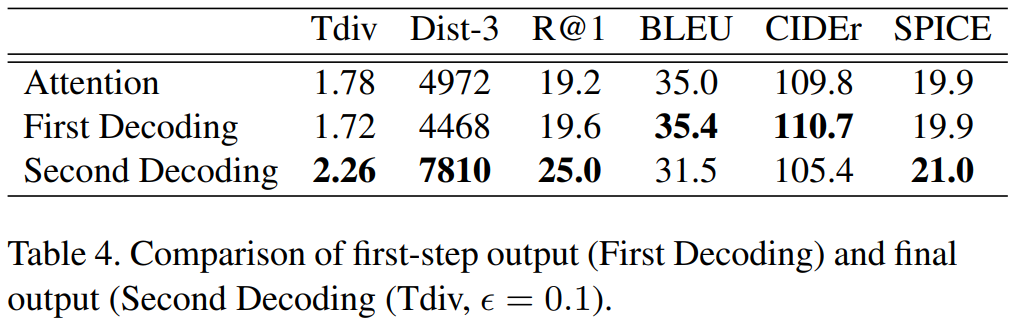 Tdiv Dist-3 R@1 BLEU CIDEr SPICE
Attention 1.78 4972 19.2 35.0 109.8 19.9
First Decoding 1.72 4468 19.6 35.4 110.7 19.9
Second Decoding 2.26 7810 25.0 31.5 105.4 21.0
Table 4. Comparison of first-step output (First Decoding) and final
output (Second Decoding (Tdiv, ϵ = 0.1).